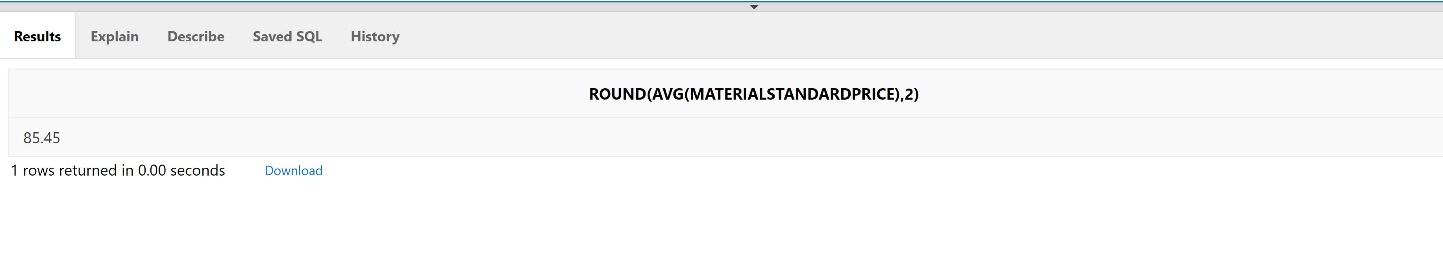 Results Explain Describe Saved SQL History
ROUND(AVG(MATERIALSTANDARDPRICE),2)
85.45
1 rows returned in 0.00 seconds Download